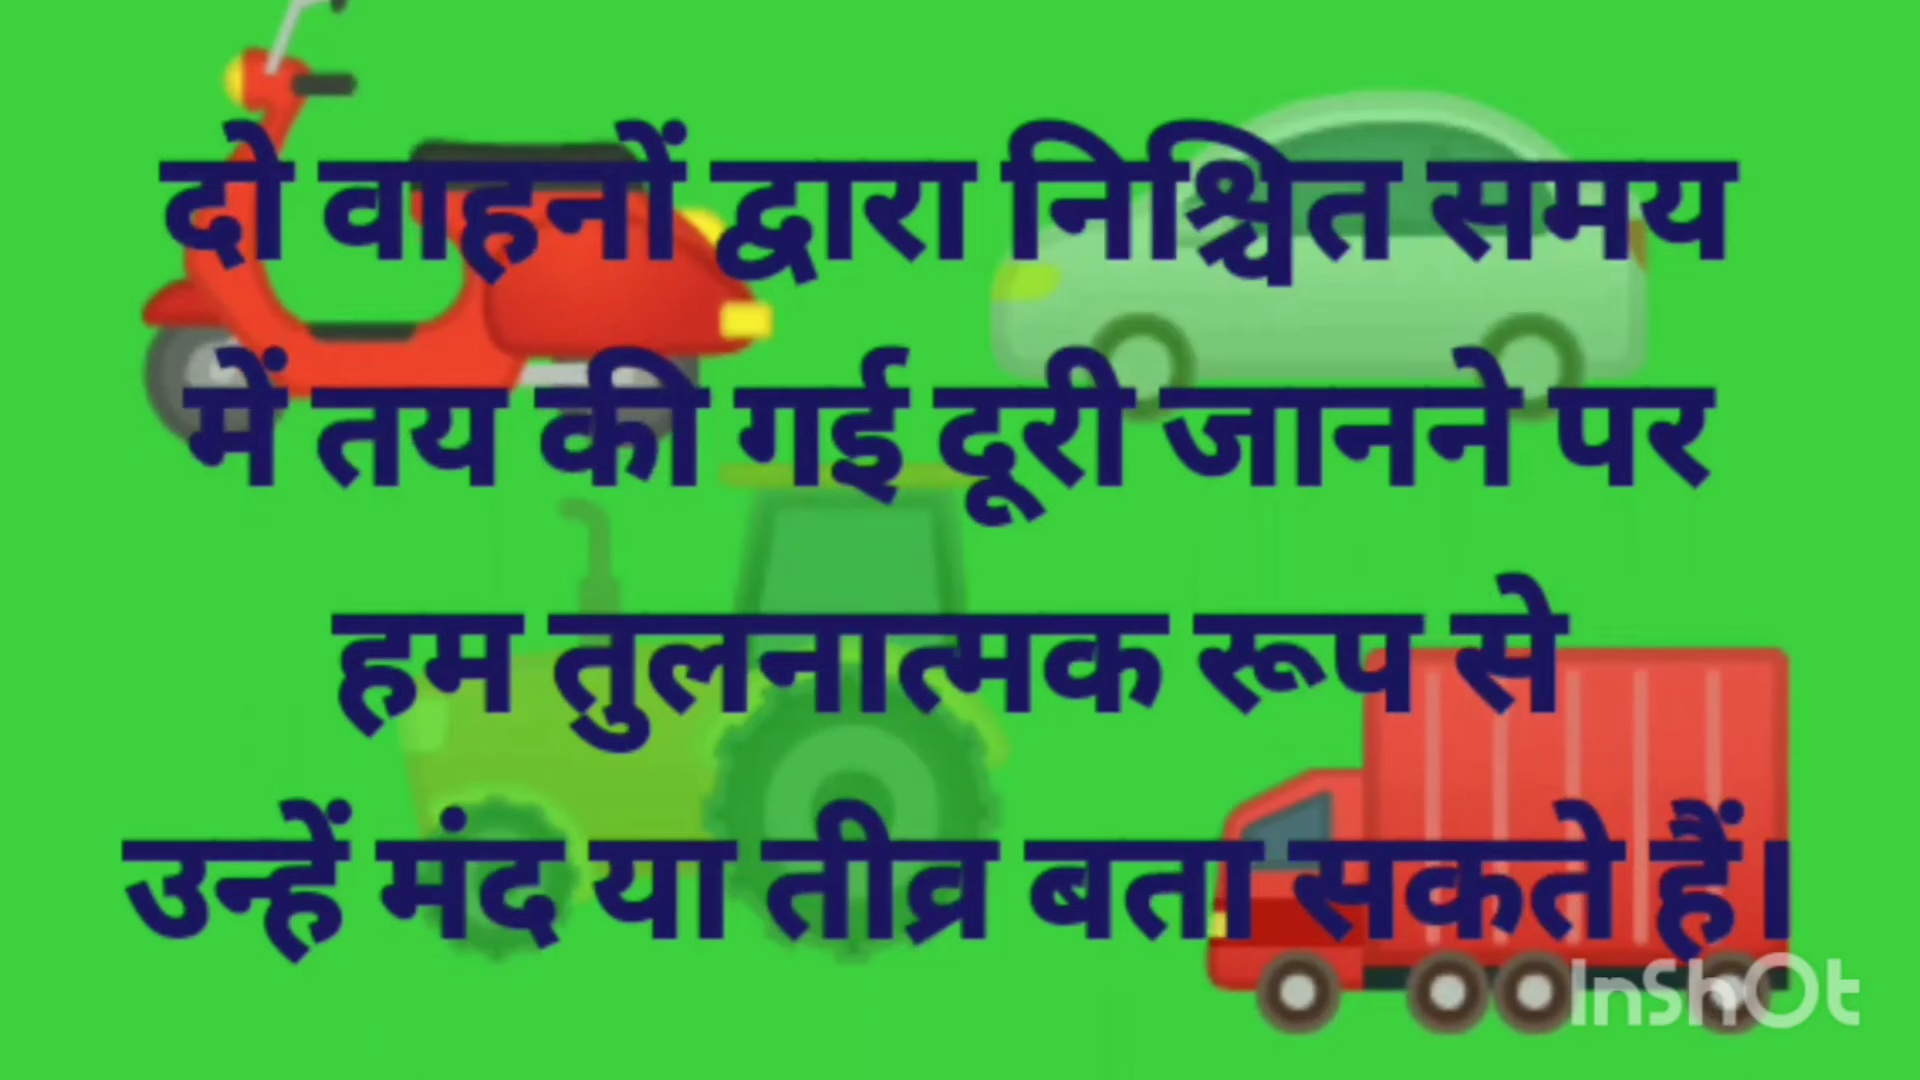 दो वाहनों द्वारा निश्चित समय
में तय की गई दूरी जानने पर
हम तुलनात्मक रूप से
उन्हें मंद या तीव्र बता सकते हैं।
InShOt